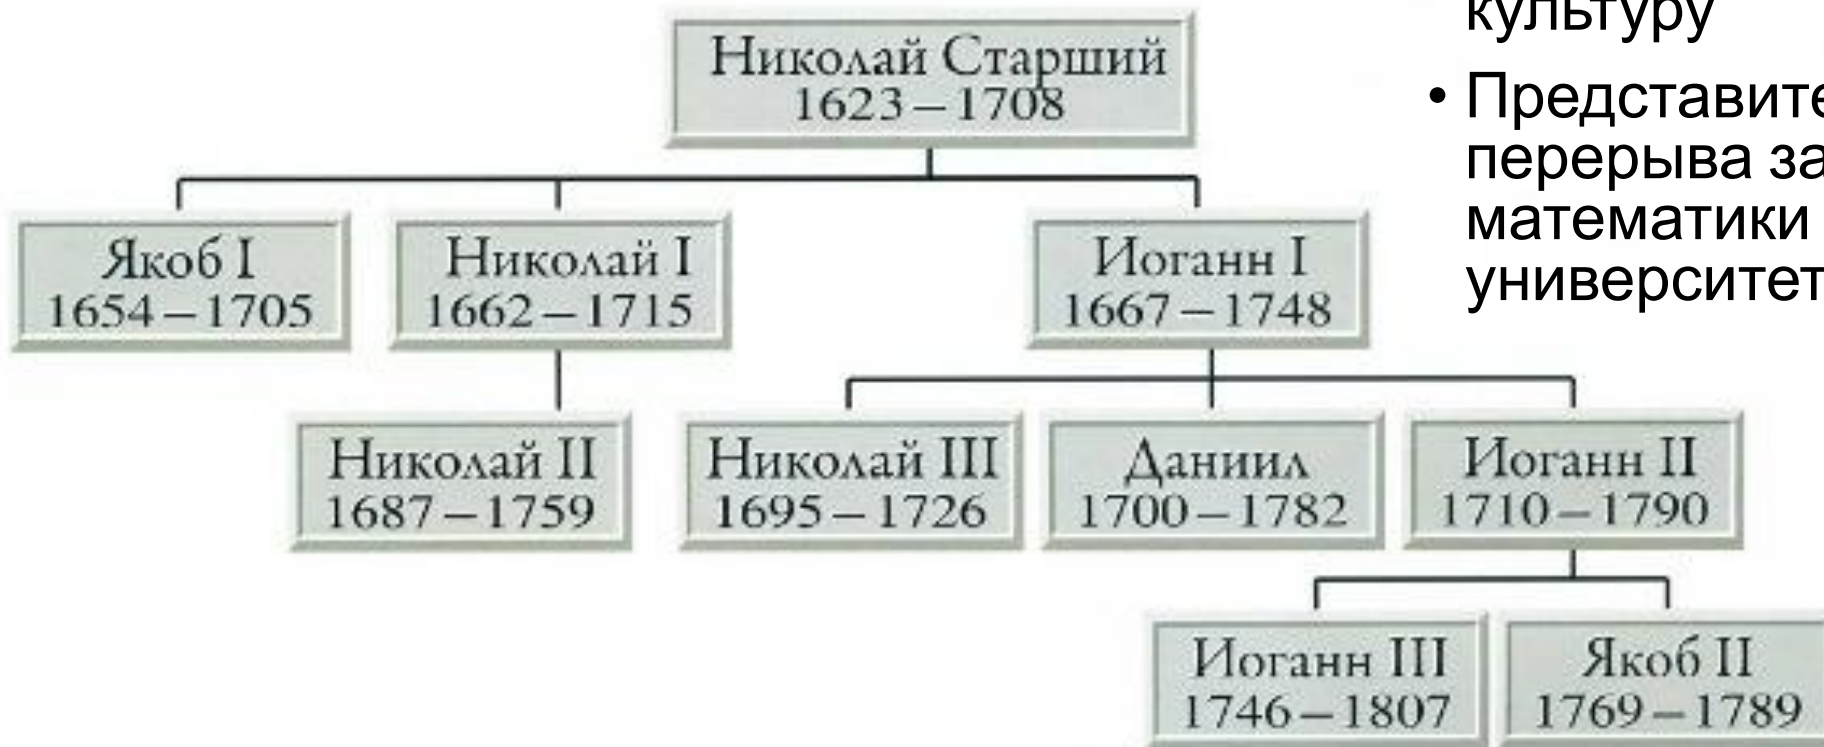 Николай Старший
1623–1708
Якоб I
1654–1705
Николай I
1662–1715
Иоганн I
1667–1748
Николай II
1687–1759
Николай III
1695–1726
Даниил
1700–1782
Иоганн II
1710–1790
Иоганн III
1746–1807
Якоб II
1769–1789
культуру
• 
перерыва за
математики
университет